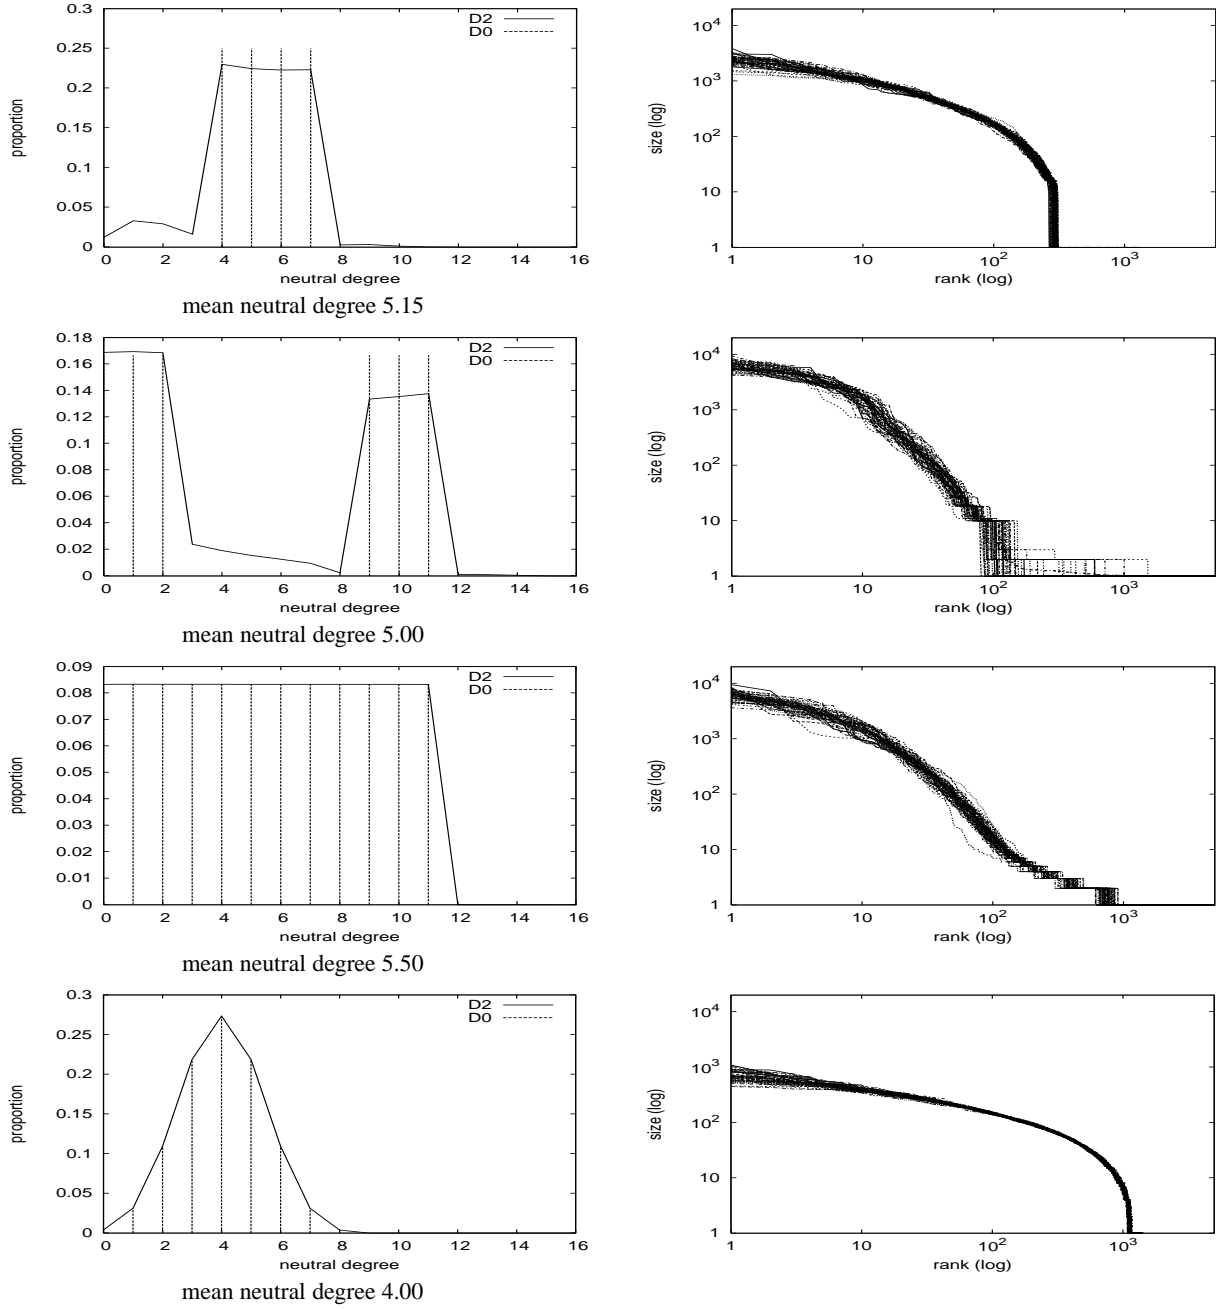 0.3
0.25
0.2
0.15
0.1
0.05
0
proportion
D2
D0
0 2 4 6 8 10 12 14 16
neutral degree
mean neutral degree 5.15
10^4
10^3
10^2
10
1
size (log)
1 10 10^2 10^3
rank (log)
0.18
0.16
0.14
0.12
0.1
0.08
0.06
0.04
0.02
0
proportion
D2
D0
0 2 4 6 8 10 12 14 16
neutral degree
mean neutral degree 5.00
10^4
10^3
10^2
10
1
size (log)
1 10 10^2 10^3
rank (log)
0.09
0.08
0.07
0.06
0.05
0.04
0.03
0.02
0.01
0
proportion
D2
D0
0 2 4 6 8 10 12 14 16
neutral degree
mean neutral degree 5.50
10^4
10^3
10^2
10
1
size (log)
1 10 10^2 10^3
rank (log)
0.3
0.25
0.2
0.15
0.1
0.05
0
proportion
D2
D0
0 2 4 6 8 10 12 14 16
neutral degree
mean neutral degree 4.00
10^4
10^3
10^2
10
1
size (log)
1 10 10^2 10^3
rank (log)